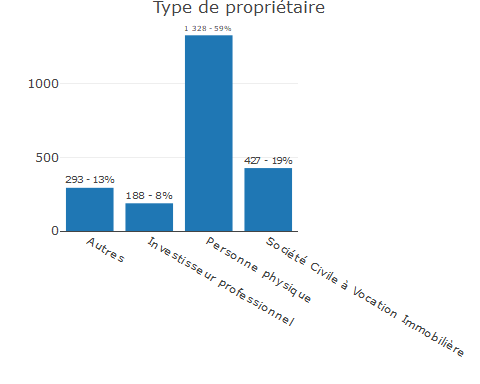 Type de propriétaire
1 328 - 59%
1000
500
427 - 19%
293 - 13%
188 - 8%
0
Autres
Investisseur professionnel
Personne physique
Société Civile à Vocation Immobilière